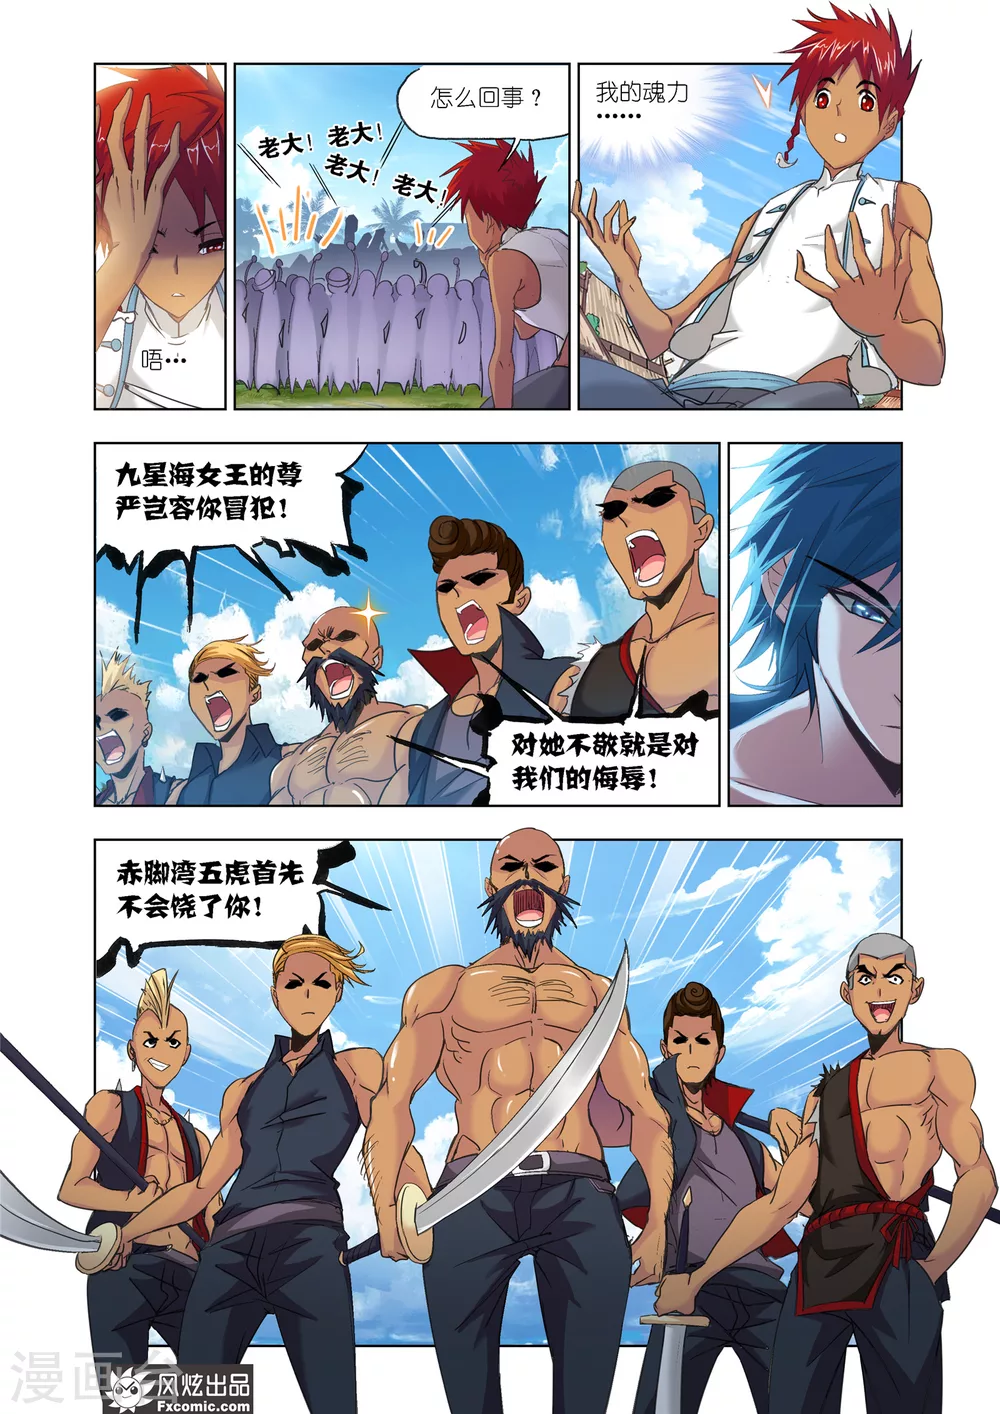 唔…
老大！老大！
老大！老大！
怎么回事？
我的魂力
……
九星海女王的尊
严岂容你冒犯！
对她不敬就是对
我们的侮辱！
赤脚湾五虎首先
不会饶了你！
漫画台
风炫出品
Fxcomic.com